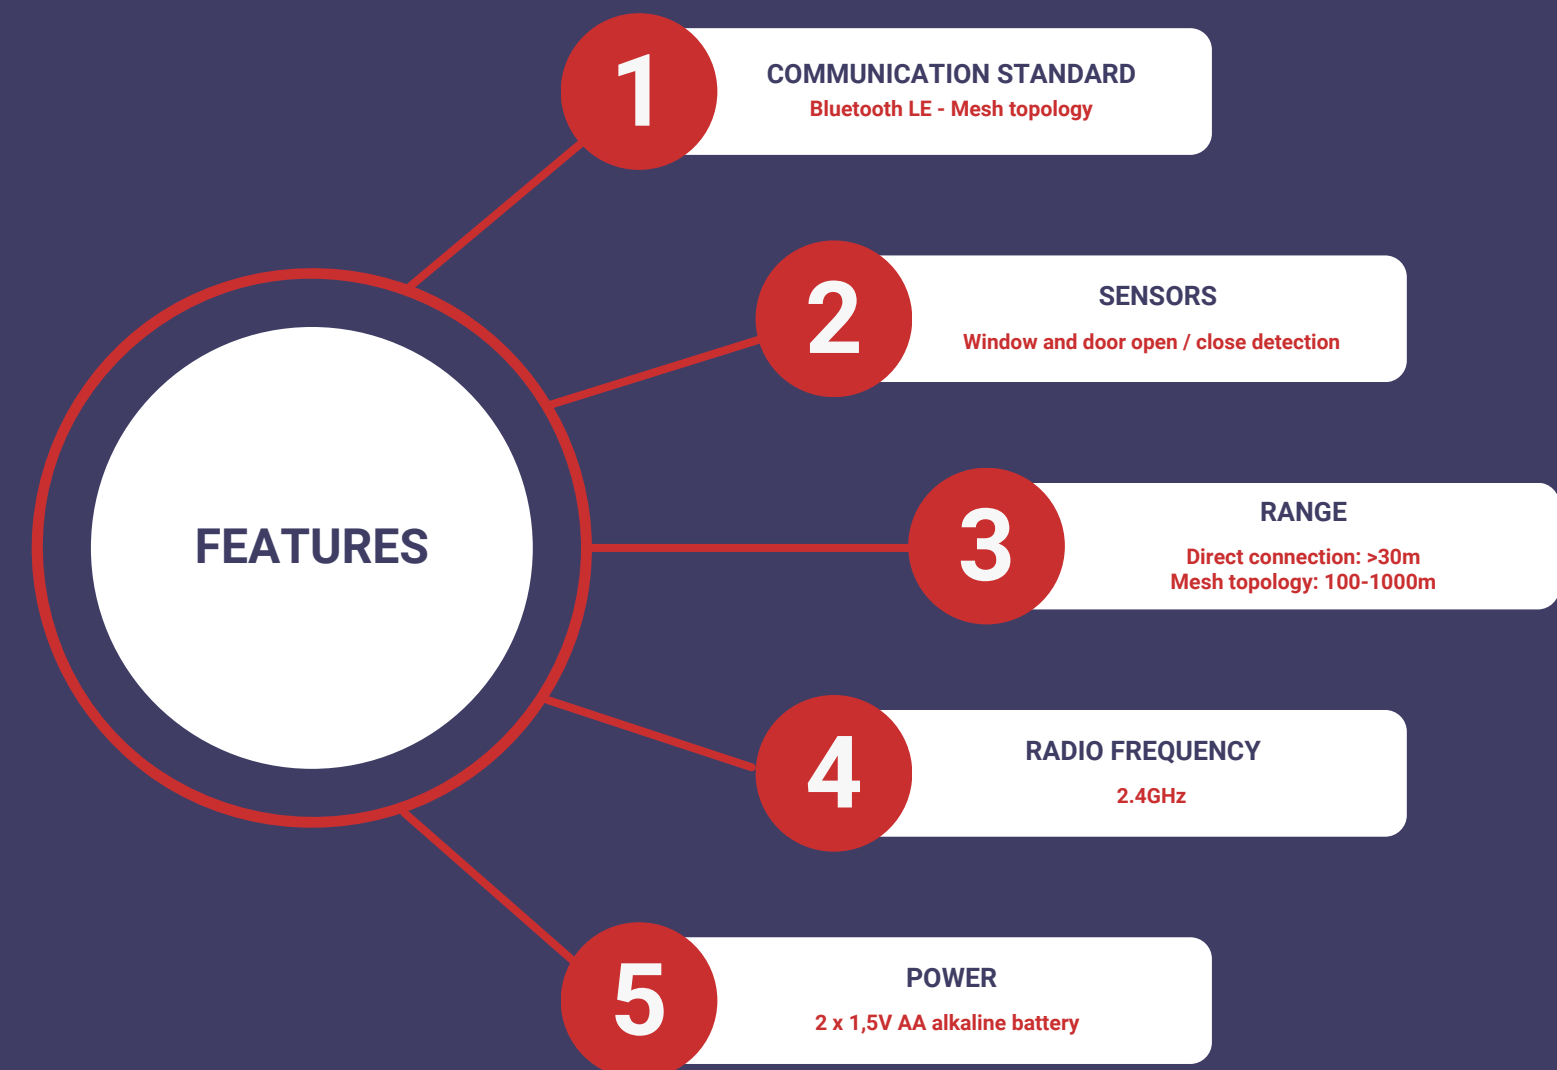 FEATURES
1
COMMUNICATION STANDARD
Bluetooth LE - Mesh topology
2
SENSORS
Window and door open / close detection
3
RANGE
Direct connection: >30m
Mesh topology: 100-1000m
4
RADIO FREQUENCY
2.4GHz
5
POWER
2 x 1,5V AA alkaline battery